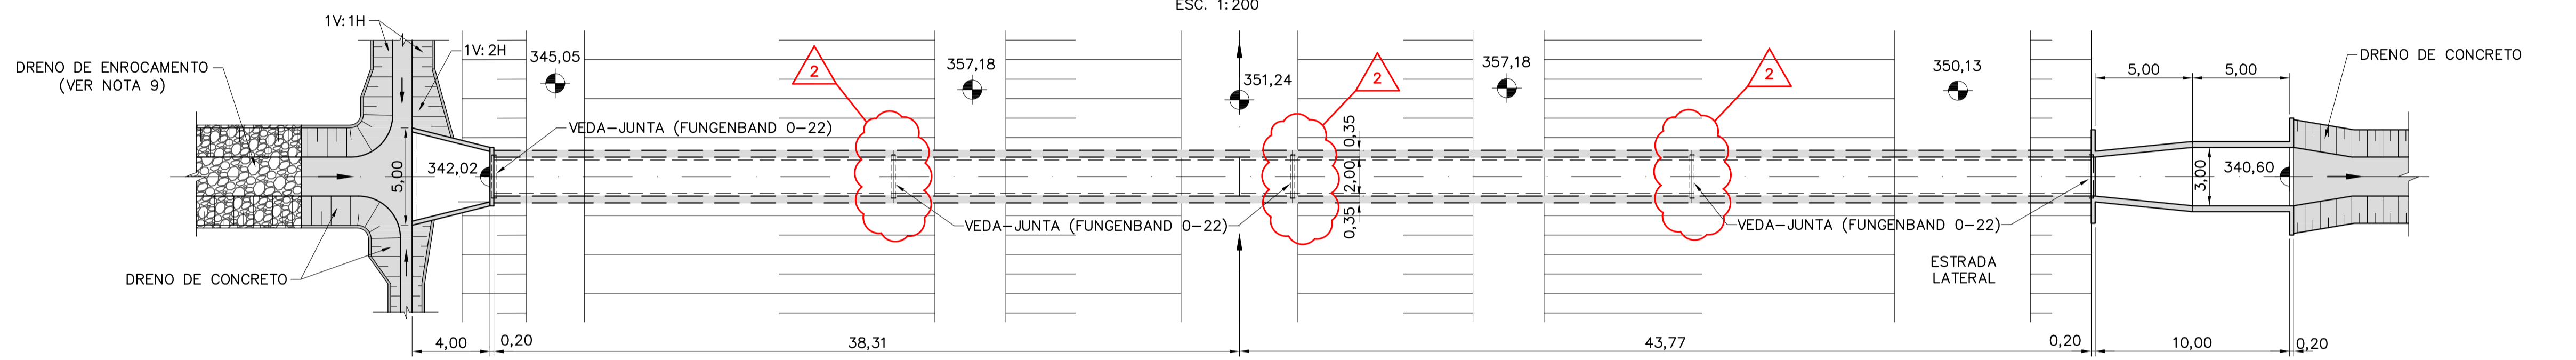 ESC. 1:200
1V:1H
1V:2H
DRENO DE ENROCAMENTO
(VER NOTA 9)
345,05
2
357,18
351,24
2
357,18
2
350,13
5,00
5,00
DRENO DE CONCRETO
VEDA-JUNTA (FUNGENBAND 0-22)
0,35
5,00
342,02
2,00
3,00
340,60
0,35
VEDA-JUNTA (FUNGENBAND 0-22)
VEDA-JUNTA (FUNGENBAND 0-22)
DRENO DE CONCRETO
ESTRADA
LATERAL
4,00
0,20
38,31
43,77
0,20
10,00
0,20